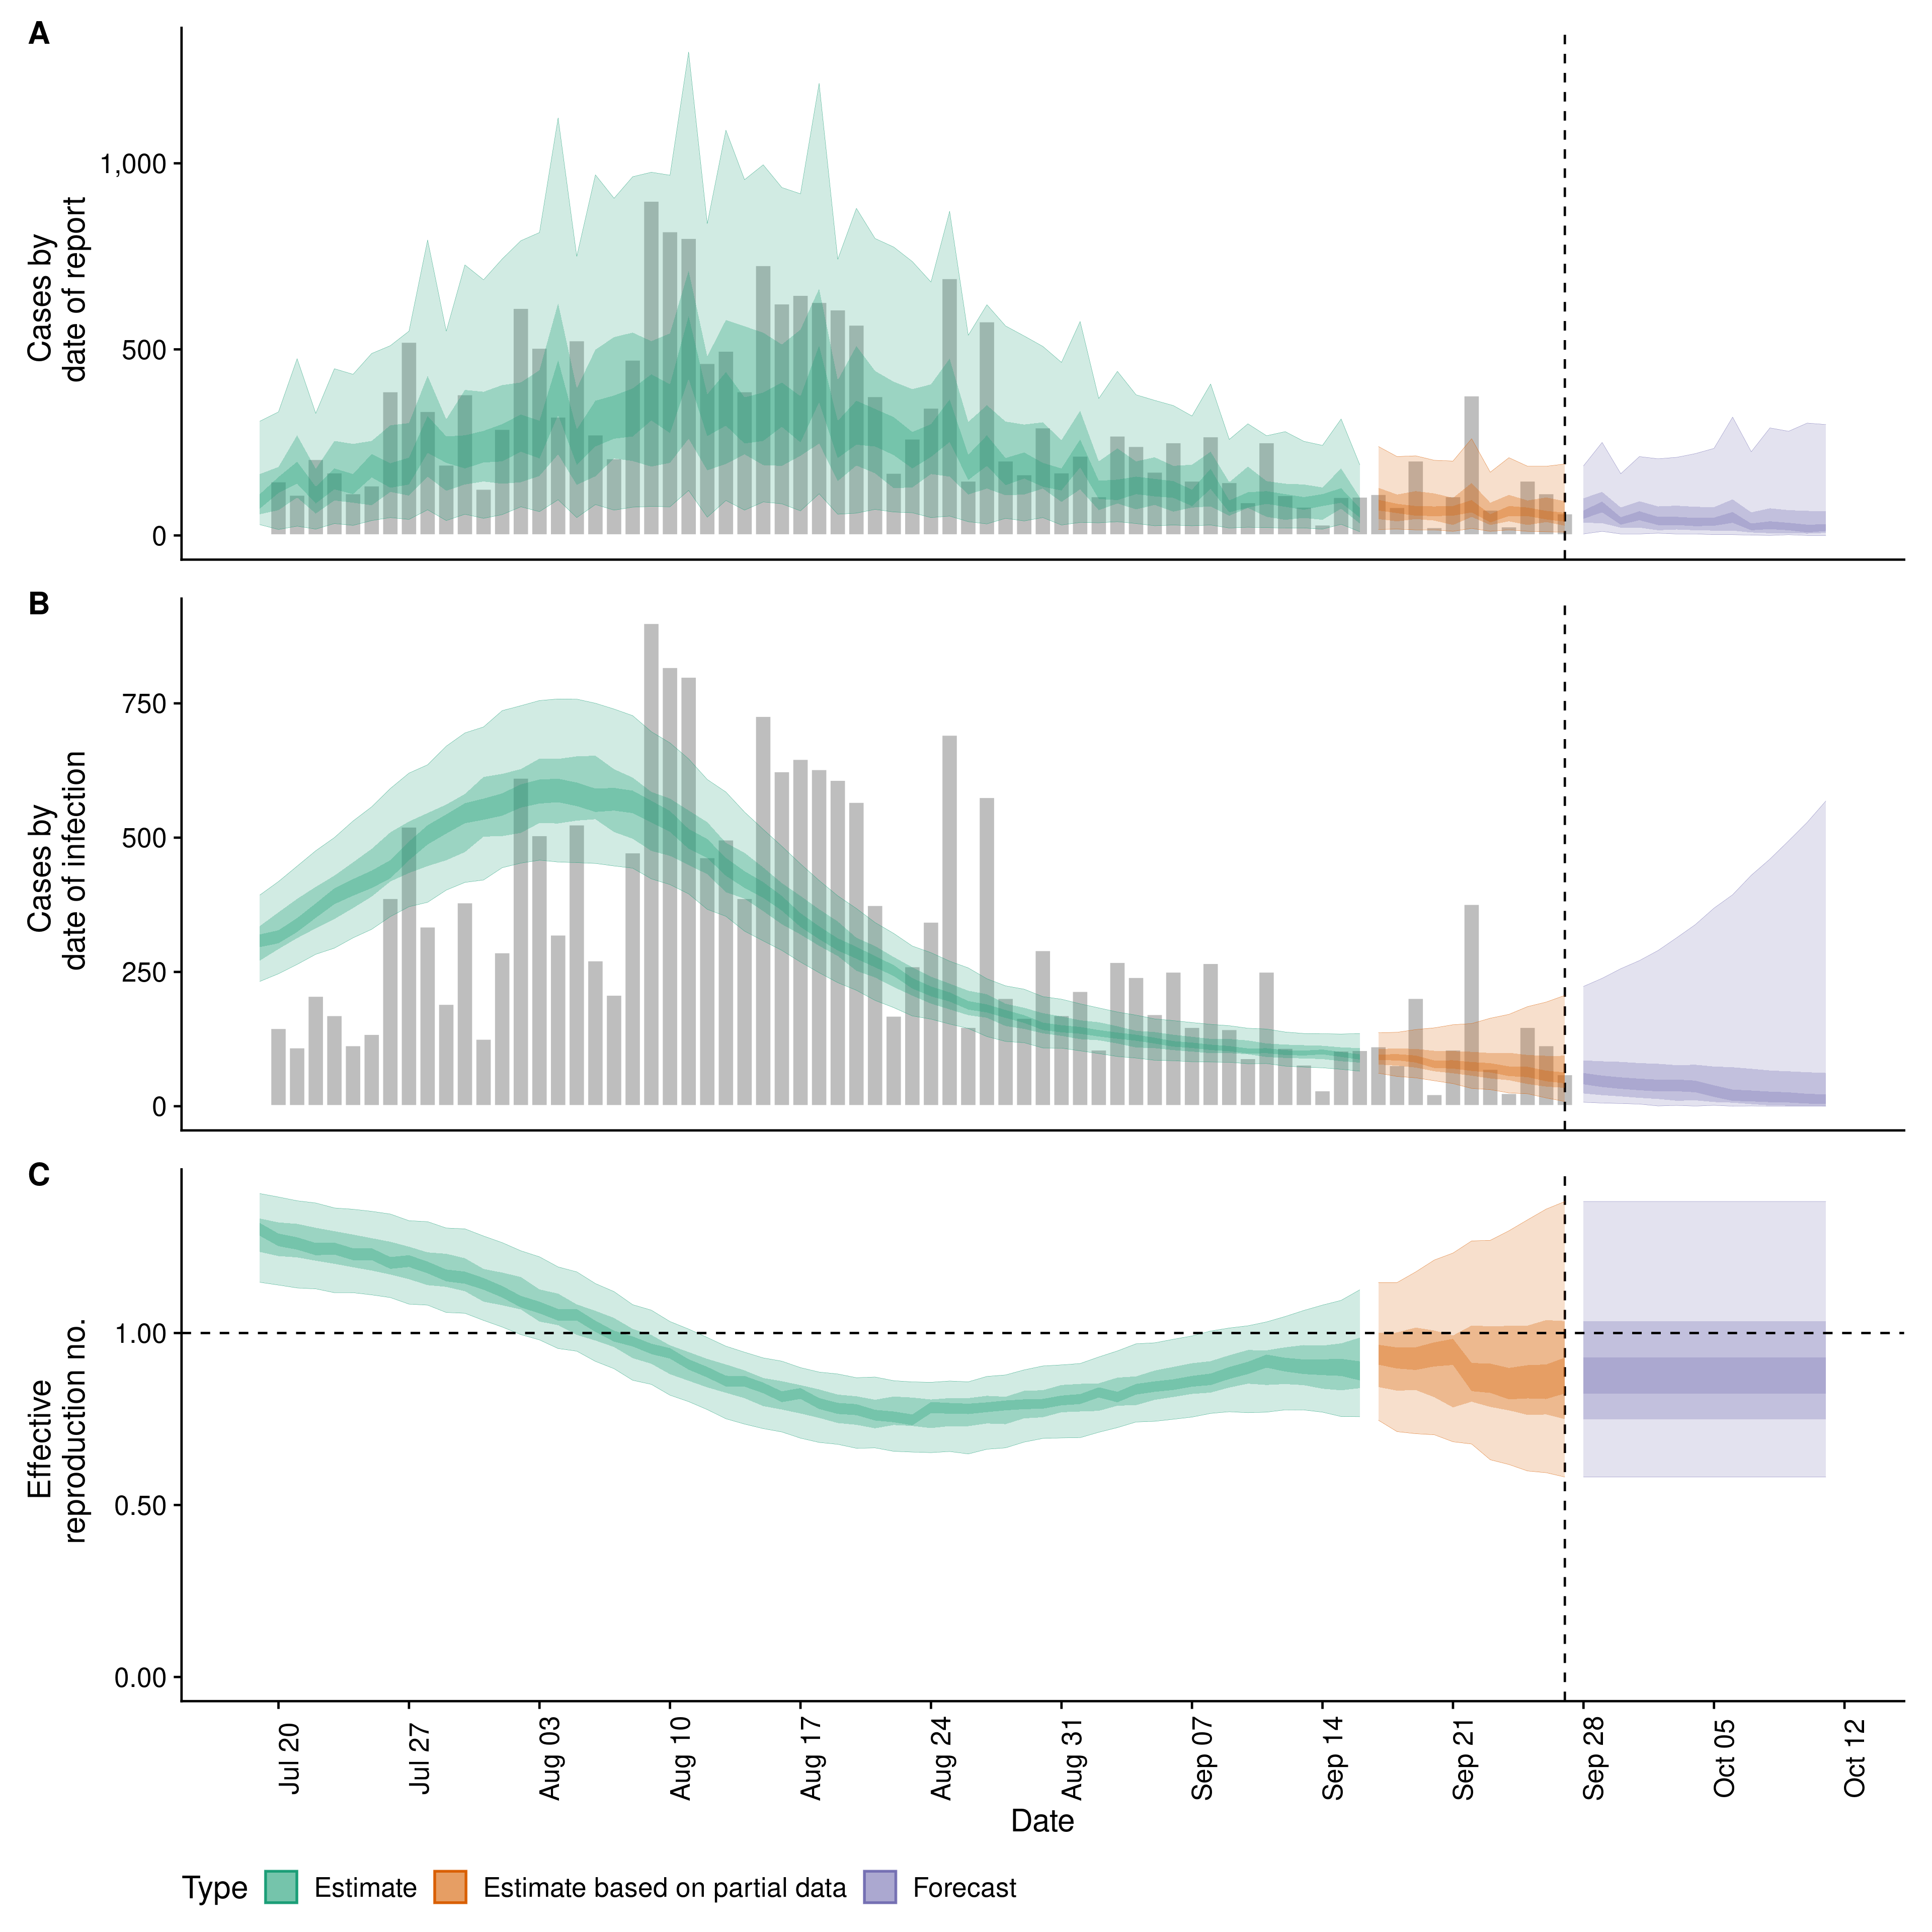 A
Cases by
date of report
1,000
500
0
B
Cases by
date of infection
750
500
250
0
C
Effective
reproduction no.
1.00
0.50
0.00
Jul 20
Jul 27
Aug 03
Aug 10
Aug 17
Aug 24
Aug 31
Sep 07
Sep 14
Sep 21
Sep 28
Oct 05
Oct 12
Date
Type Estimate Estimate based on partial data Forecast